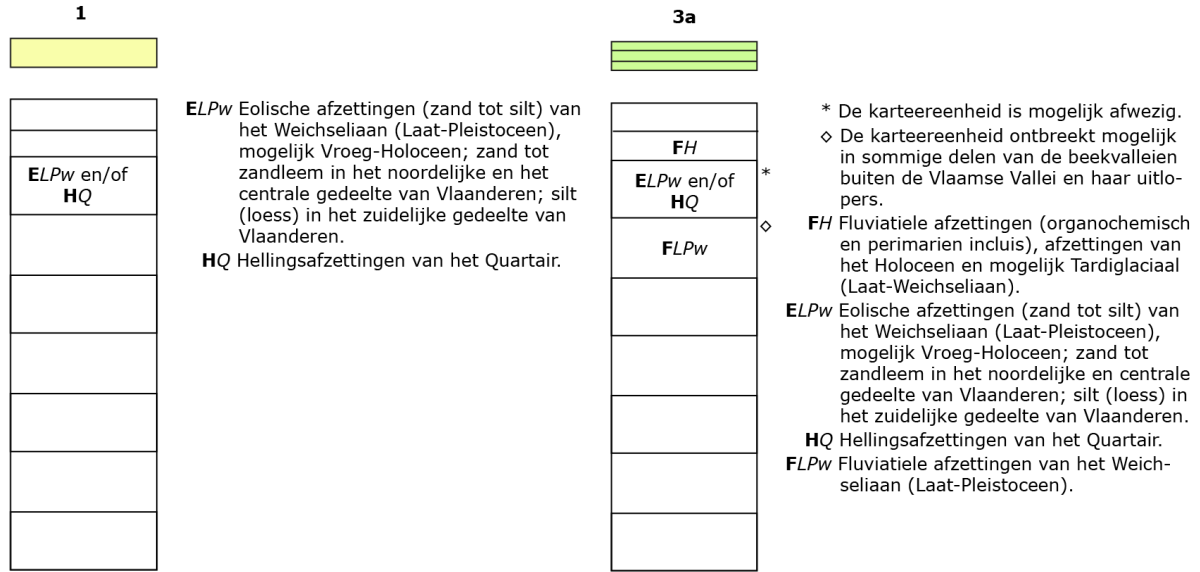 1
ELPw en/of
HQ
ELPw Eolische afzettingen (zand tot silt) van
het Weichseliaan (Laat-Pleistoceen),
mogelijk Vroeg-Holoceen; zand tot
zandleem in het noordelijke en het
centrale gedeelte van Vlaanderen; silt
(loess) in het zuidelijke gedeelte van
Vlaanderen.
HQ Hellingsafzettingen van het Quartair.
3a
FH
ELPw en/of *
HQ
◇
FLPw
* De karteereenheid is mogelijk afwezig.
◇ De karteereenheid ontbreekt mogelijk
in sommige delen van de beekvalleien
buiten de Vlaamse Vallei en haar uitlo-
pers.
FH Fluviatiele afzettingen (organochemisch
en perimarien incluis), afzettingen van
het Holoceen en mogelijk Tardiglaciaal
(Laat-Weichseliaan).
ELPw Eolische afzettingen (zand tot silt) van
het Weichseliaan (Laat-Pleistoceen),
mogelijk Vroeg-Holoceen; zand tot
zandleem in het noordelijke en centrale
gedeelte van Vlaanderen; silt (loess) in
het zuidelijke gedeelte van Vlaanderen.
HQ Hellingsafzettingen van het Quartair.
FLPw Fluviatiele afzettingen van het Weich-
seliaan (Laat-Pleistoceen).